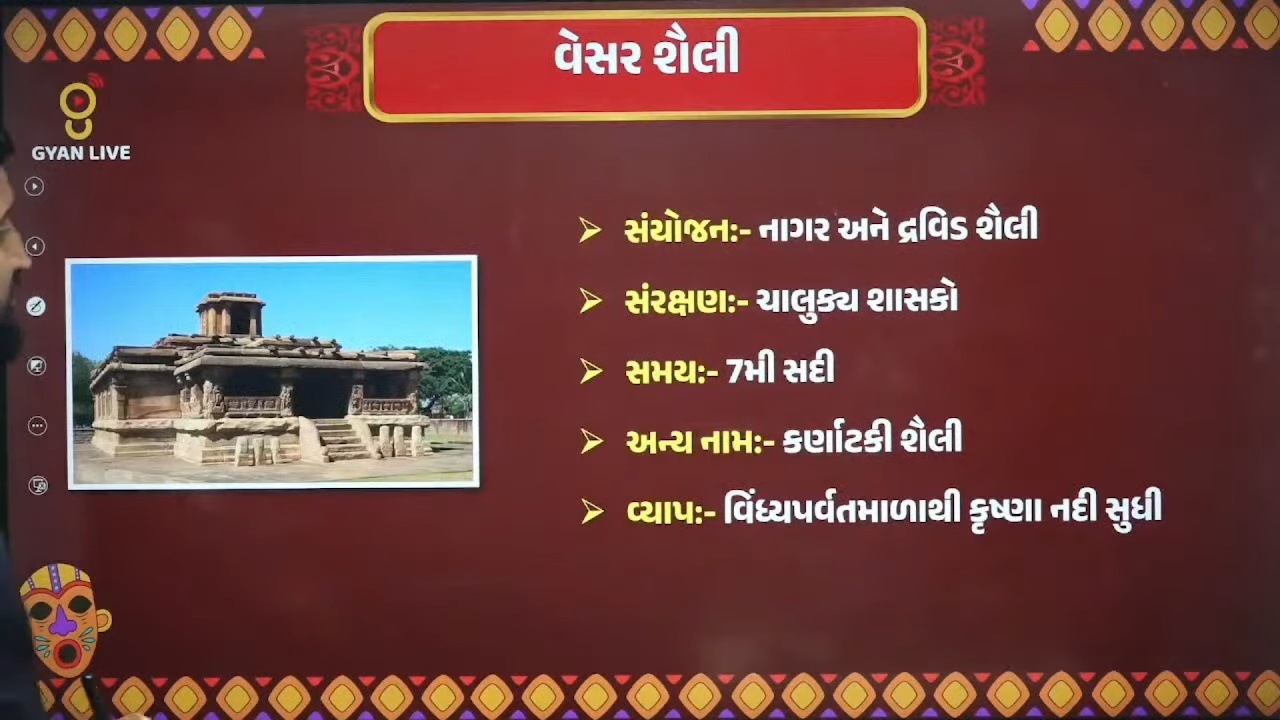 વેસર શૈલી
GYAN LIVE
સંયોજન:- નાગર અને દ્રવિડ શૈલી
સંરક્ષણ:- ચાલુક્ય શાસકો
સમય:- 7મી સદી
અન્ય નામ:- કર્ણાટકી શૈલી
વ્યાપ:- વિંધ્યપર્વતમાળાથી કૃષ્ણા નદી સુધી